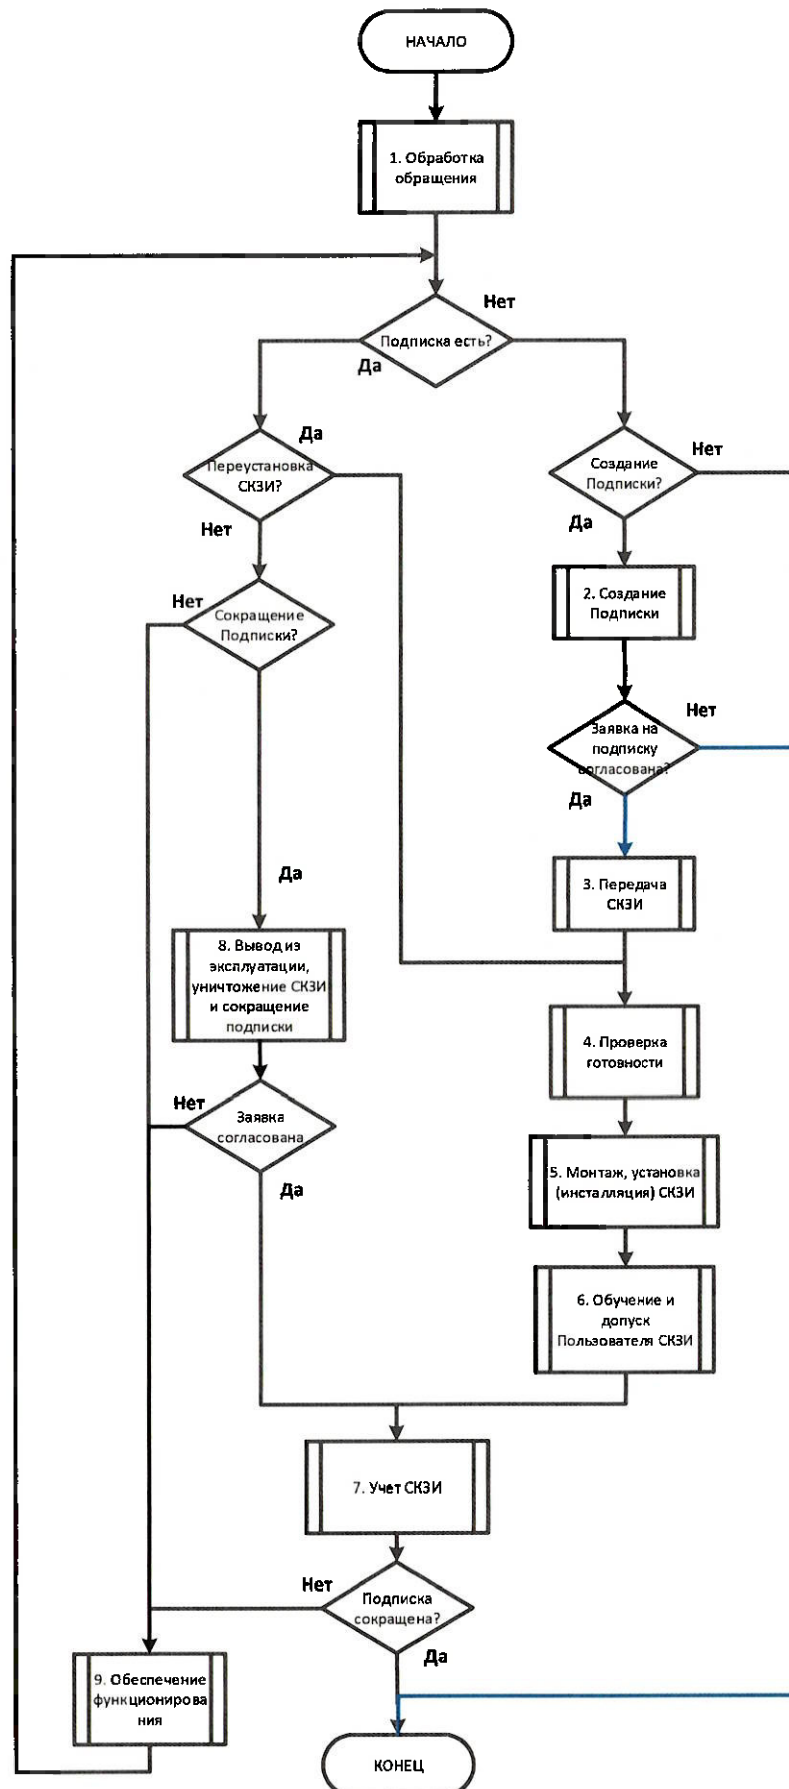 НАЧАЛО
1. Обработка
обращения
Нет
Подписка есть?
Да
Да
Переустановка
СКЗИ?
Нет
Нет
Создание
Подписки?
Да
Нет
Сокращение
Подписки?
2. Создание
Подписки
Нет
Заявка на
подписку
согласована?
Да
Да
3. Передача
СКЗИ
8. Вывод из
эксплуатации,
уничтожение СКЗИ
и сокращение
подписки
4. Проверка
готовности
Нет
Заявка
согласована
Да
5. Монтаж, установка
(инсталляция) СКЗИ
6. Обучение и
допуск
Пользователя СКЗИ
7. Учет СКЗИ
Нет
Подписка
сокращена?
Да
9. Обеспечение
функционирова
ния
КОНЕЦ